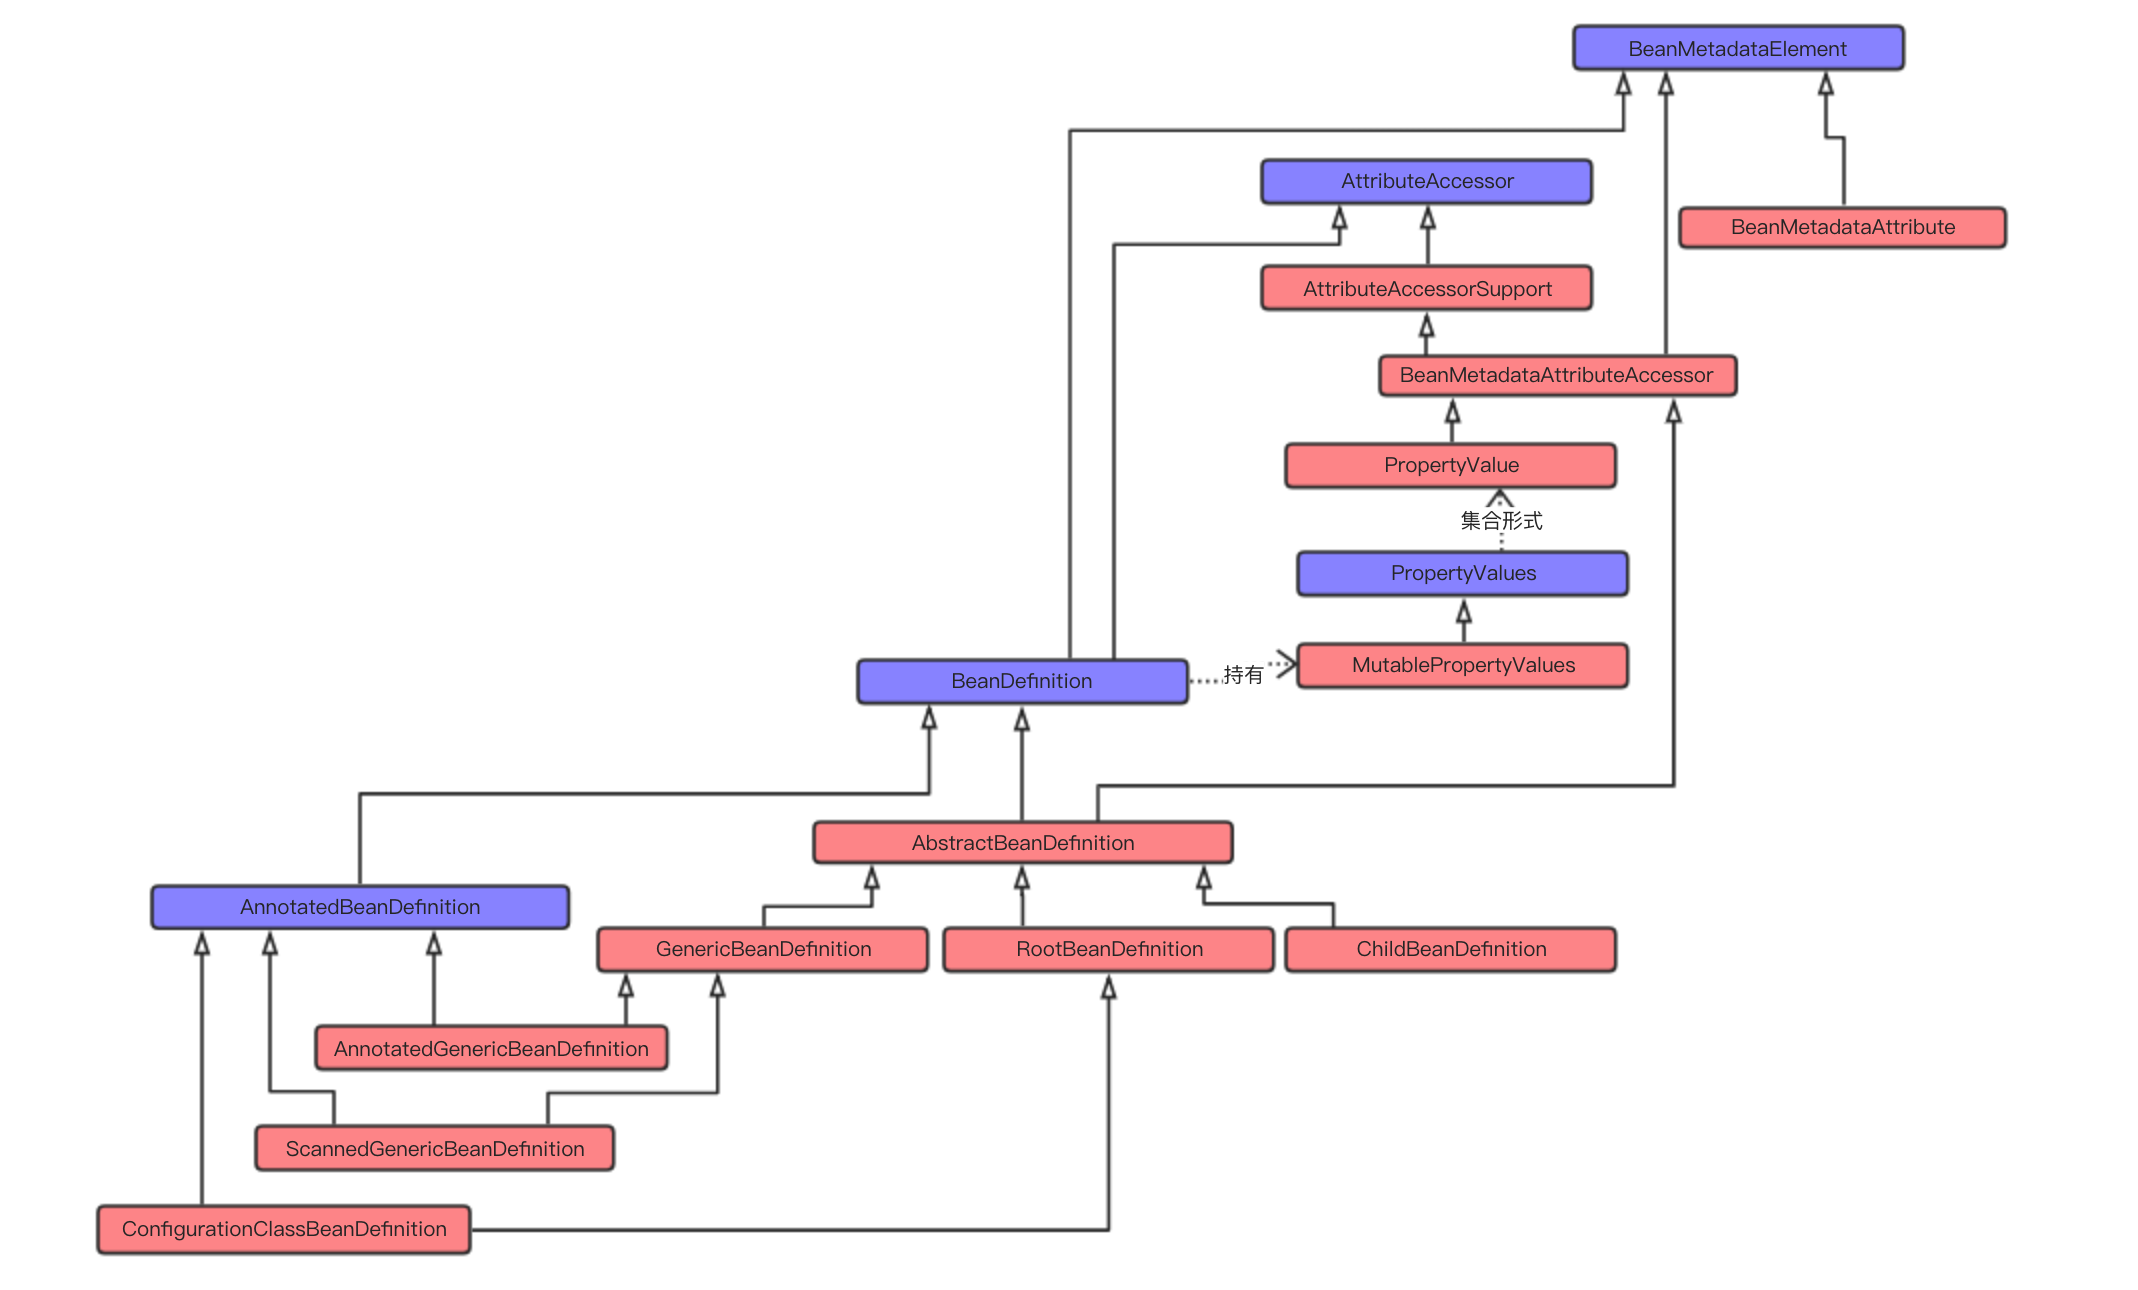 BeanMetadataElement
AttributeAccessor
BeanMetadataAttribute
AttributeAccessorSupport
BeanMetadataAttributeAccessor
PropertyValue
集合形式
PropertyValues
MutablePropertyValues
持有
BeanDefinition
AbstractBeanDefinition
AnnotatedBeanDefinition
GenericBeanDefinition
RootBeanDefinition
ChildBeanDefinition
AnnotatedGenericBeanDefinition
ScannedGenericBeanDefinition
ConfigurationClassBeanDefinition